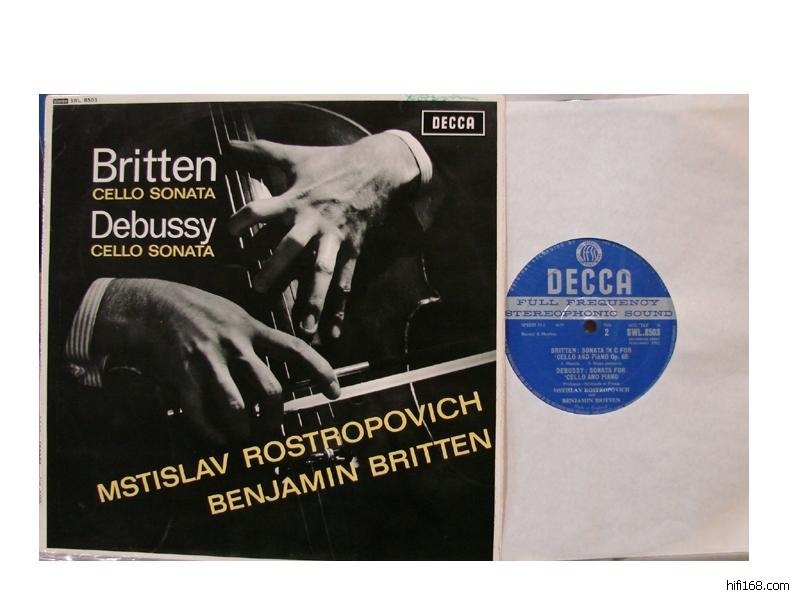 SWL. 8503
DECCA
Britten
CELLO SONATA
Debussy
CELLO SONATA
MSTISLAV ROSTROPOVICH
BENJAMIN BRITTEN
DECCA
FULL FREQUENCY
STEREOPHONIC SOUND
2
SWL.8503
BRITTEN: SONATA IN C FOR
'CELLO AND PIANO Op. 65
DEBUSSY: SONATA FOR
'CELLO AND PIANO
MSTISLAV ROSTROPOVICH
and
BENJAMIN BRITTEN
hifi168.com